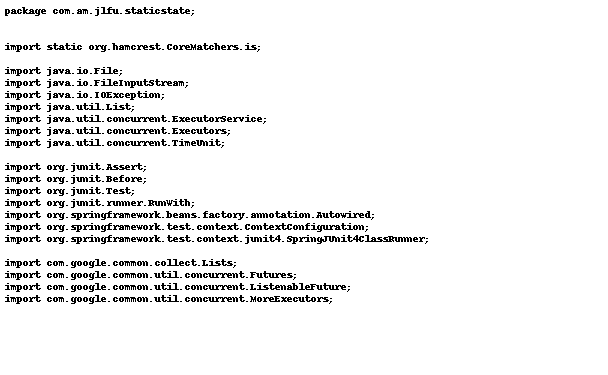 package com.am.jlfu.staticstate;
import static org.hamcrest.CoreMatchers.is;
import java.io.File;
import java.io.FileInputStream;
import java.io.IOException;
import java.util.List;
import java.util.concurrent.ExecutorService;
import java.util.concurrent.Executors;
import java.util.concurrent.TimeUnit;
import org.junit.Assert;
import org.junit.Before;
import org.junit.Test;
import org.junit.runner.RunWith;
import org.springframework.beans.factory.annotation.Autowired;
import org.springframework.test.context.ContextConfiguration;
import org.springframework.test.context.junit4.SpringJUnit4ClassRunner;
import com.google.common.collect.Lists;
import com.google.common.util.concurrent.Futures;
import com.google.common.util.concurrent.ListenableFuture;
import com.google.common.util.concurrent.MoreExecutors;